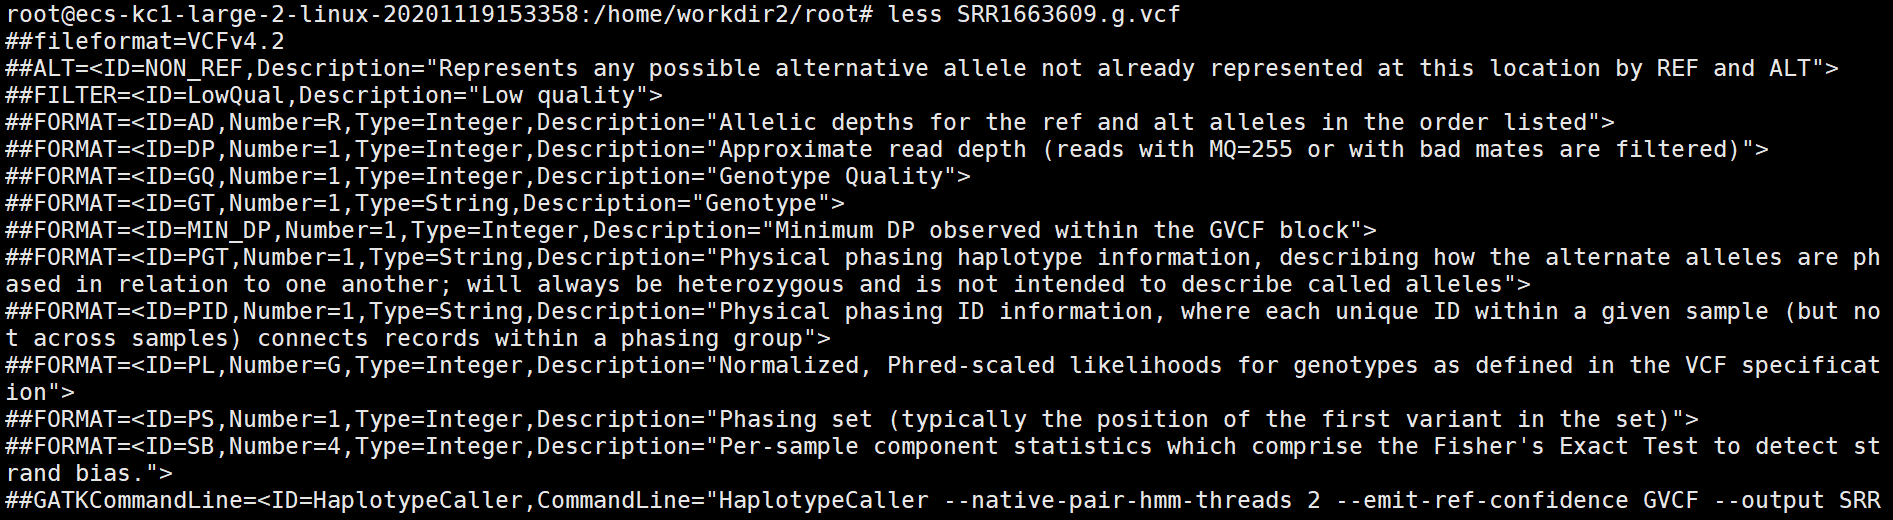 root@ecs-kc1-large-2-linux-20201119153358:/home/workdir2/root# less SRR1663609.g.vcf
##fileformat=VCFv4.2
##ALT=<ID=NON_REF,Description="Represents any possible alternative allele not already represented at this location by REF and ALT">
##FILTER=<ID=LowQual,Description="Low quality">
##FORMAT=<ID=AD,Number=R,Type=Integer,Description="Allelic depths for the ref and alt alleles in the order listed">
##FORMAT=<ID=DP,Number=1,Type=Integer,Description="Approximate read depth (reads with MQ=255 or with bad mates are filtered)">
##FORMAT=<ID=GQ,Number=1,Type=Integer,Description="Genotype Quality">
##FORMAT=<ID=GT,Number=1,Type=String,Description="Genotype">
##FORMAT=<ID=MIN_DP,Number=1,Type=Integer,Description="Minimum DP observed within the GVCF block">
##FORMAT=<ID=PGT,Number=1,Type=String,Description="Physical phasing haplotype information, describing how the alternate alleles are ph
ased in relation to one another; will always be heterozygous and is not intended to describe called alleles">
##FORMAT=<ID=PID,Number=1,Type=String,Description="Physical phasing ID information, where each unique ID within a given sample (but no
t across samples) connects records within a phasing group">
##FORMAT=<ID=PL,Number=G,Type=Integer,Description="Normalized, Phred-scaled likelihoods for genotypes as defined in the VCF specificat
ion">
##FORMAT=<ID=PS,Number=1,Type=Integer,Description="Phasing set (typically the position of the first variant in the set)">
##FORMAT=<ID=SB,Number=4,Type=Integer,Description="Per-sample component statistics which comprise the Fisher's Exact Test to detect st
rand bias.">
##GATKCommandLine=<ID=HaplotypeCaller,CommandLine="HaplotypeCaller --native-pair-hmm-threads 2 --emit-ref-confidence GVCF --output SRR